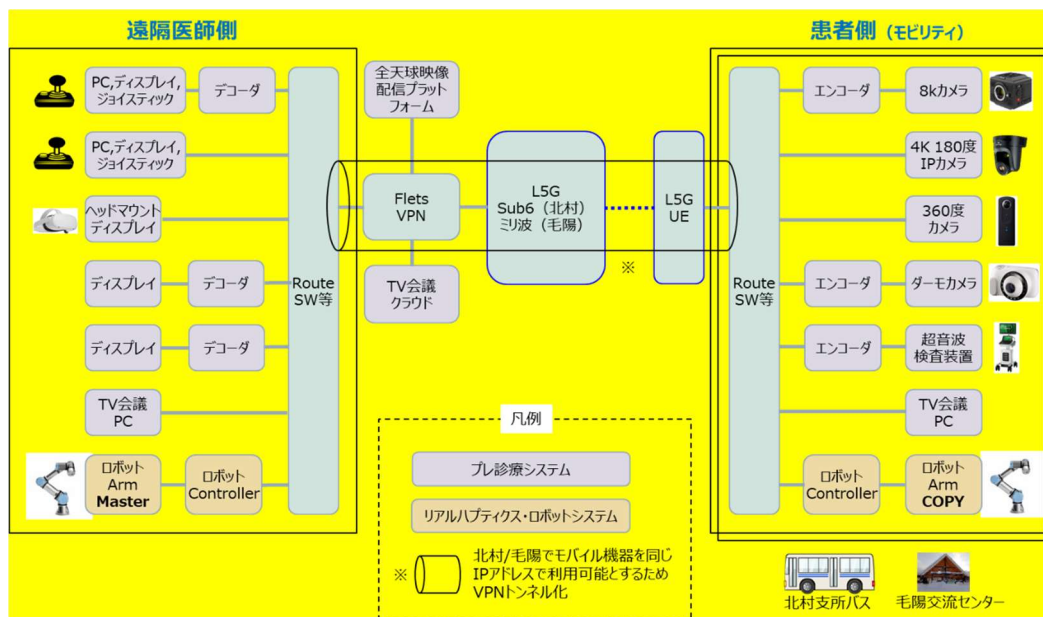 遠隔医師側
PC,ディスプレイ,
ジョイスティック
デコーダ
PC,ディスプレイ,
ジョイスティック
ヘッドマウント
ディスプレイ
ディスプレイ
デコーダ
ディスプレイ
デコーダ
TV会議
PC
ロボット
Arm
Master
ロボット
Controller
Route
SW等
全天球映像
配信プラット
フォーム
Flets
VPN
TV会議
クラウド
L5G
Sub6（北村）
ミリ波（毛陽）
※
L5G
UE
患者側（モビリティ）
Route
SW等
エンコーダ
8kカメラ
4K 180度
IPカメラ
360度
カメラ
エンコーダ
ダーモカメラ
エンコーダ
超音波
検査装置
TV会議
PC
ロボット
Controller
ロボット
Arm
COPY
凡例
プレ診療システム
リアルハプティクス・ロボットシステム
※
北村/毛陽でモバイル機器を同じ
IPアドレスで利用可能とするため
VPNトンネル化
北村支所バス
毛陽交流センター